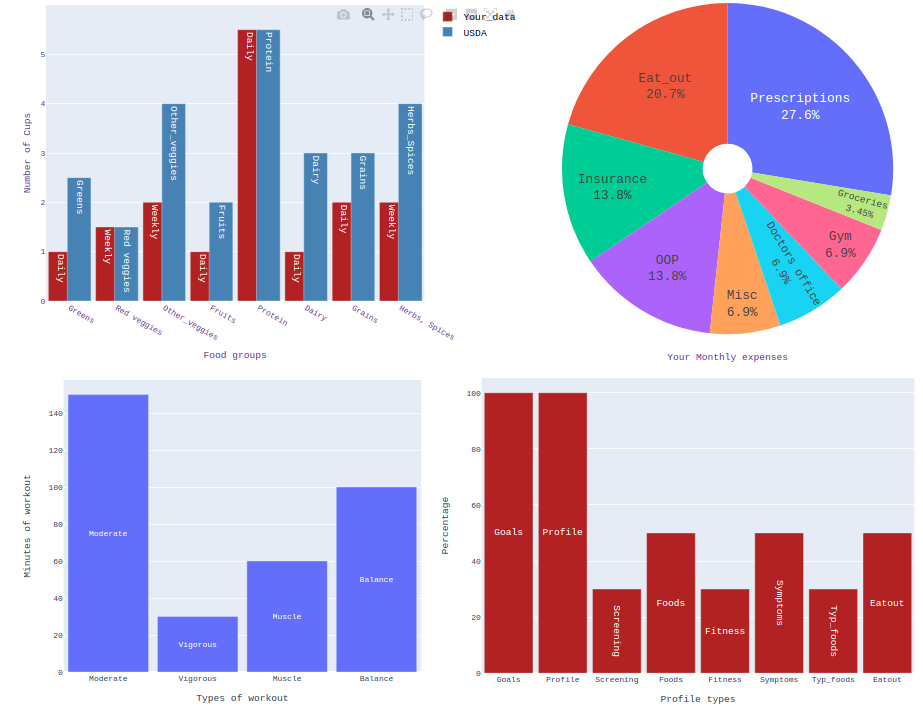 Your_data
USDA
Number of Cups
5
4
3
2
1
0
Daily
Greens
Weekly
Red veggies
Weekly
Other_veggies
Daily
Fruits
Daily
Protein
Daily
Dairy
Daily
Grains
Weekly
Herbs_Spices
Greens
Red veggies
Other_veggies
Fruits
Protein
Dairy
Grains
Herbs, Spices
Food groups
Prescriptions
27.6%
Groceries
3.45%
Gym
6.9%
Doctors office
6.9%
Misc
6.9%
OOP
13.8%
Insurance
13.8%
Eat_out
20.7%
Your Monthly expenses
Minutes of workout
140
120
100
80
60
40
20
0
Moderate
Vigorous
Muscle
Balance
Moderate
Vigorous
Muscle
Balance
Types of workout
Percentage
100
80
60
40
20
0
Goals
Profile
Screening
Foods
Fitness
Symptoms
Typ_foods
Eatout
Goals
Profile
Screening
Foods
Fitness
Symptoms
Typ_foods
Eatout
Profile types